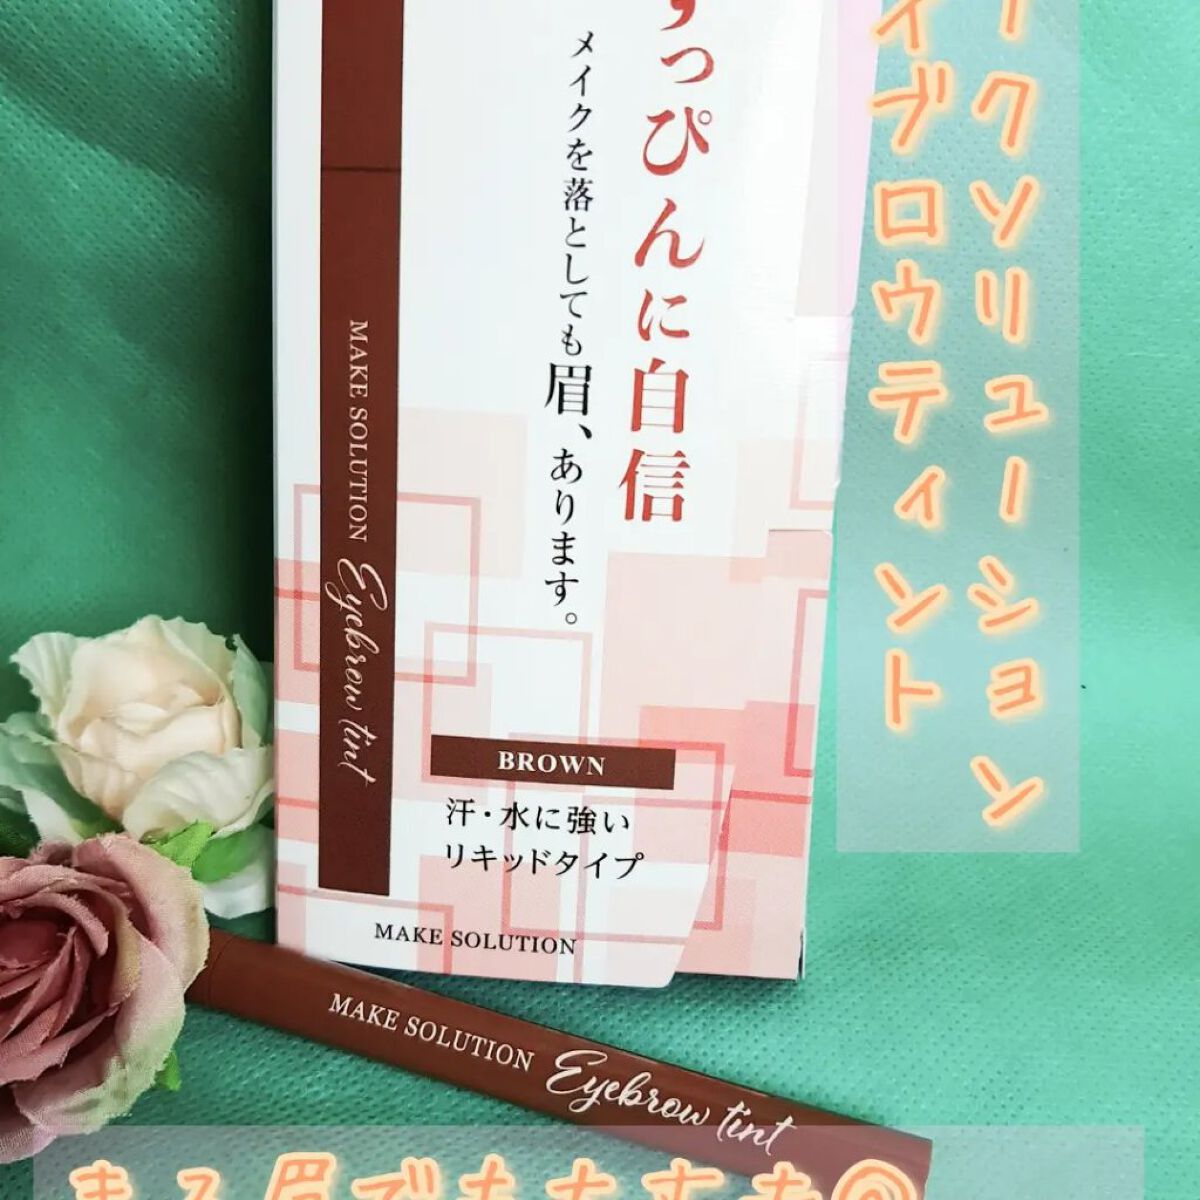 クソリューション
イブロウティント
すっぴんに自信
メイクを落としても眉、あります。
MAKE SOLUTION Eyebrow tint
BROWN
汗・水に強い
リキッドタイプ
MAKE SOLUTION
MAKE SOLUTION Eyebrow tint